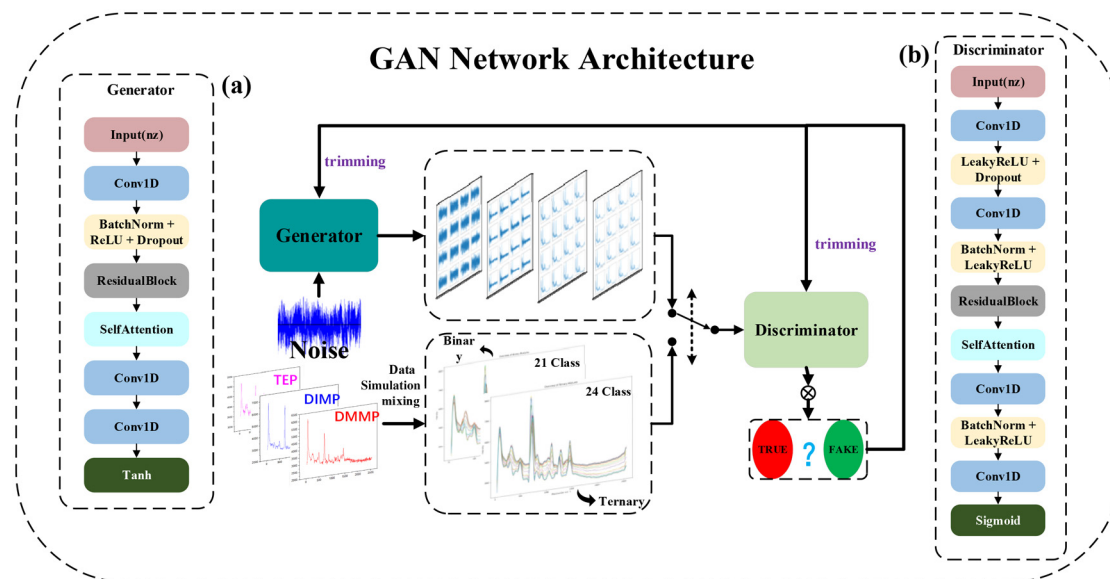 GAN Network Architecture
(a)
Generator
Input(nz)
Conv1D
BatchNorm +
ReLU + Dropout
ResidualBlock
SelfAttention
Conv1D
Conv1D
Tanh
trimming
Generator
Noise
TEP
DIMP
DMMP
Data
Simulation
mixing
Binar
y
21 Class
24 Class
Ternary
trimming
Discriminator
TRUE
?
FAKE
(b)
Discriminator
Input(nz)
Conv1D
LeakyReLU +
Dropout
Conv1D
BatchNorm +
LeakyReLU
ResidualBlock
SelfAttention
Conv1D
BatchNorm +
LeakyReLU
Conv1D
Sigmoid